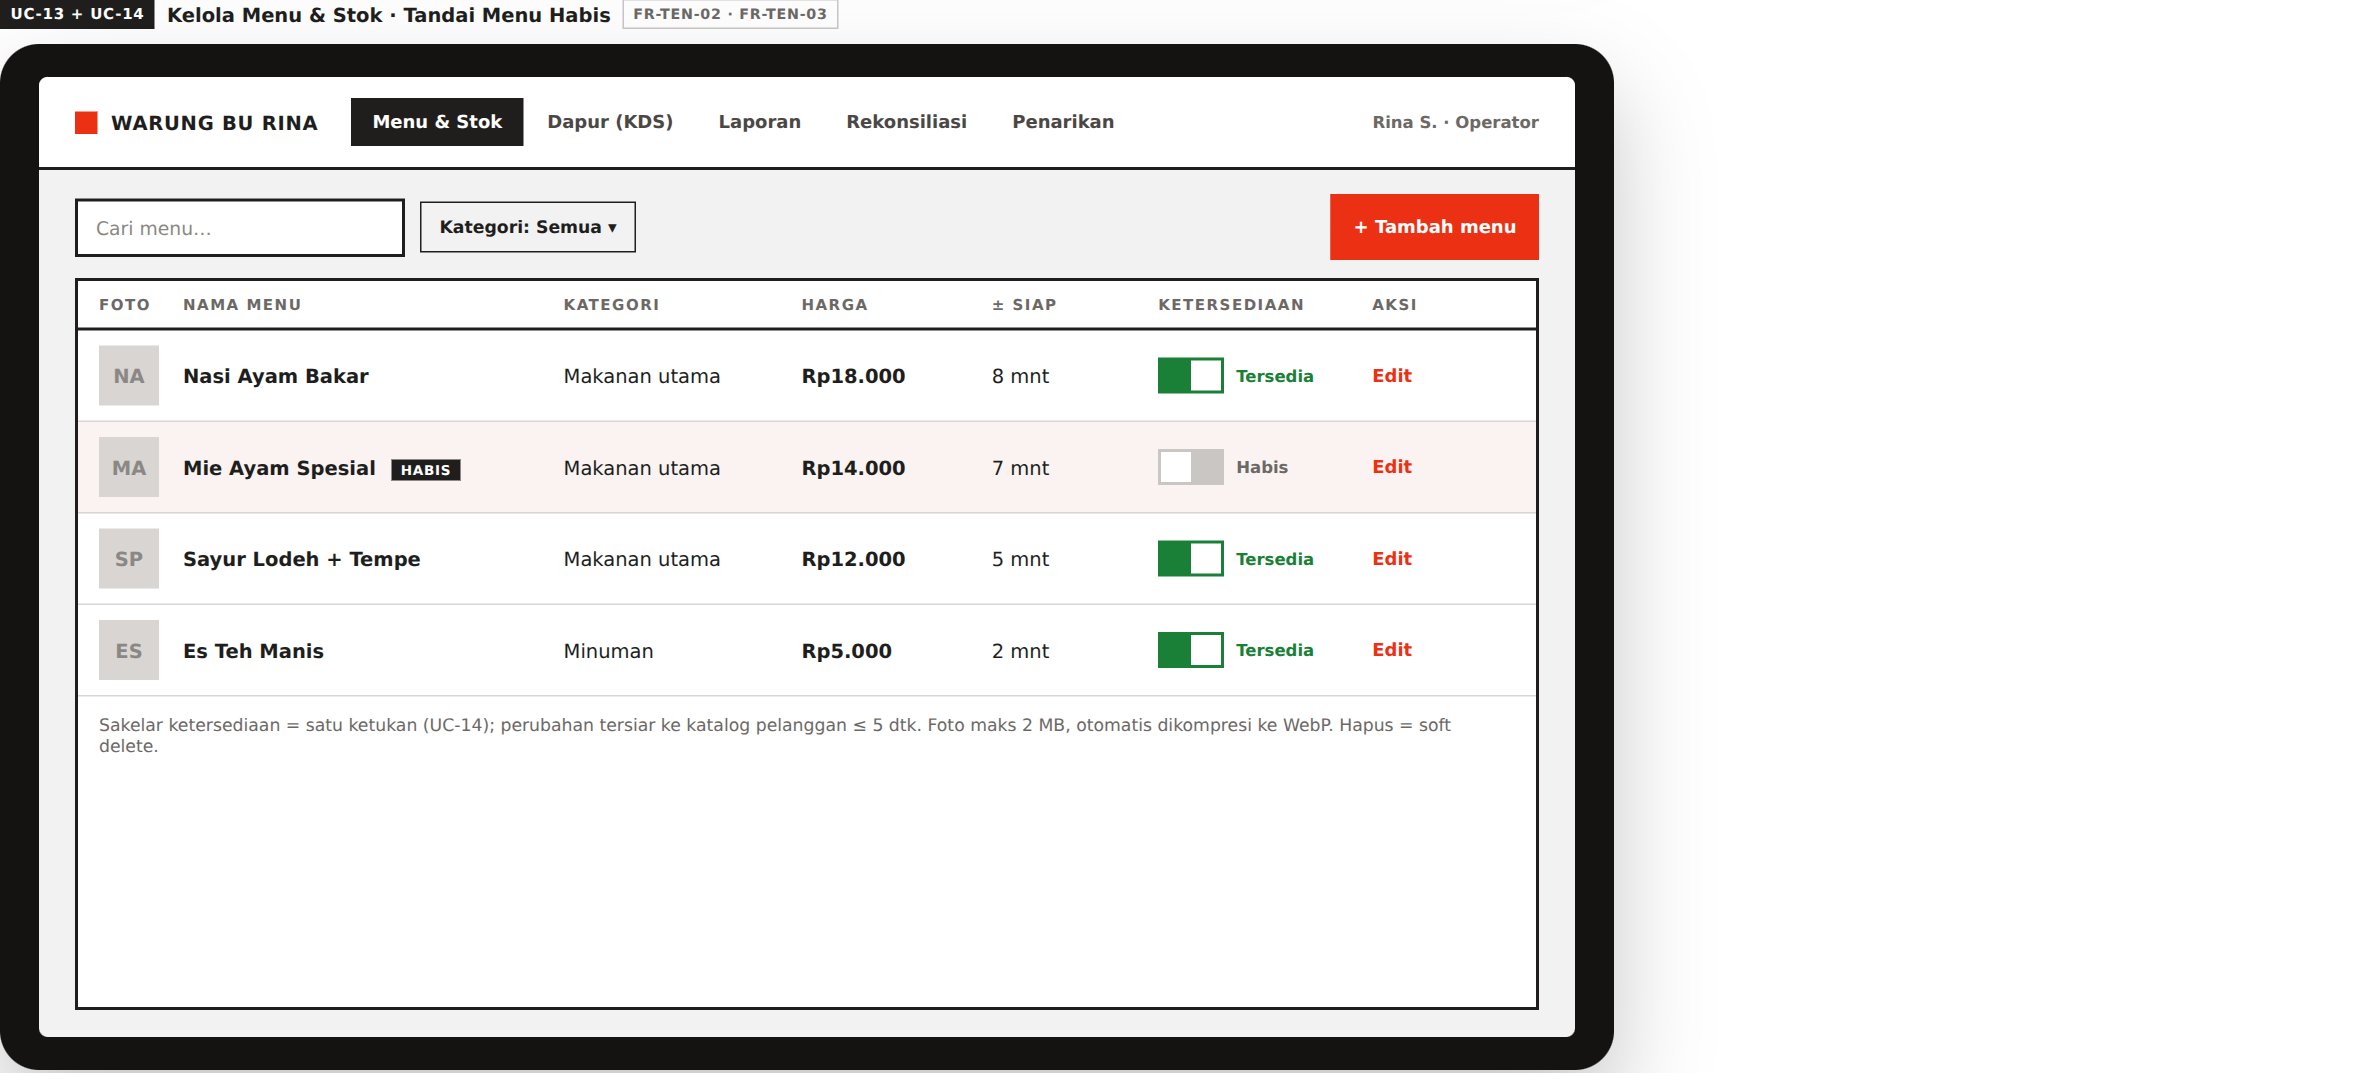 UC-13 + UC-14 Kelola Menu & Stok · Tandai Menu Habis FR-TEN-02 · FR-TEN-03
WARUNG BU RINA Menu & Stok Dapur (KDS) Laporan Rekonsiliasi Penarikan Rina S. · Operator
Cari menu... Kategori: Semua ▾ + Tambah menu
FOTO NAMA MENU KATEGORI HARGA ± SIAP KETERSEDIAAN AKSI
NA Nasi Ayam Bakar Makanan utama Rp18.000 8 mnt Tersedia Edit
MA Mie Ayam Spesial HABIS Makanan utama Rp14.000 7 mnt Habis Edit
SP Sayur Lodeh + Tempe Makanan utama Rp12.000 5 mnt Tersedia Edit
ES Es Teh Manis Minuman Rp5.000 2 mnt Tersedia Edit
Sakelar ketersediaan = satu ketukan (UC-14); perubahan tersiar ke katalog pelanggan ≤ 5 dtk. Foto maks 2 MB, otomatis dikompresi ke WebP. Hapus = soft
delete.